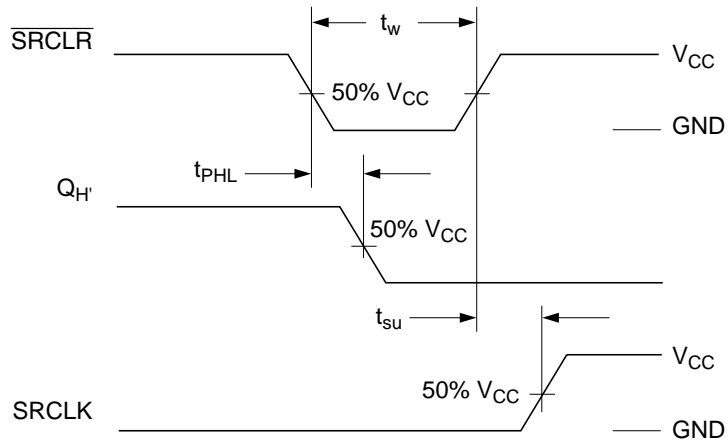 SRCLR
t_w
V_CC
50% V_CC
GND
t_PHL
Q_H'
50% V_CC
t_su
V_CC
50% V_CC
SRCLK
GND